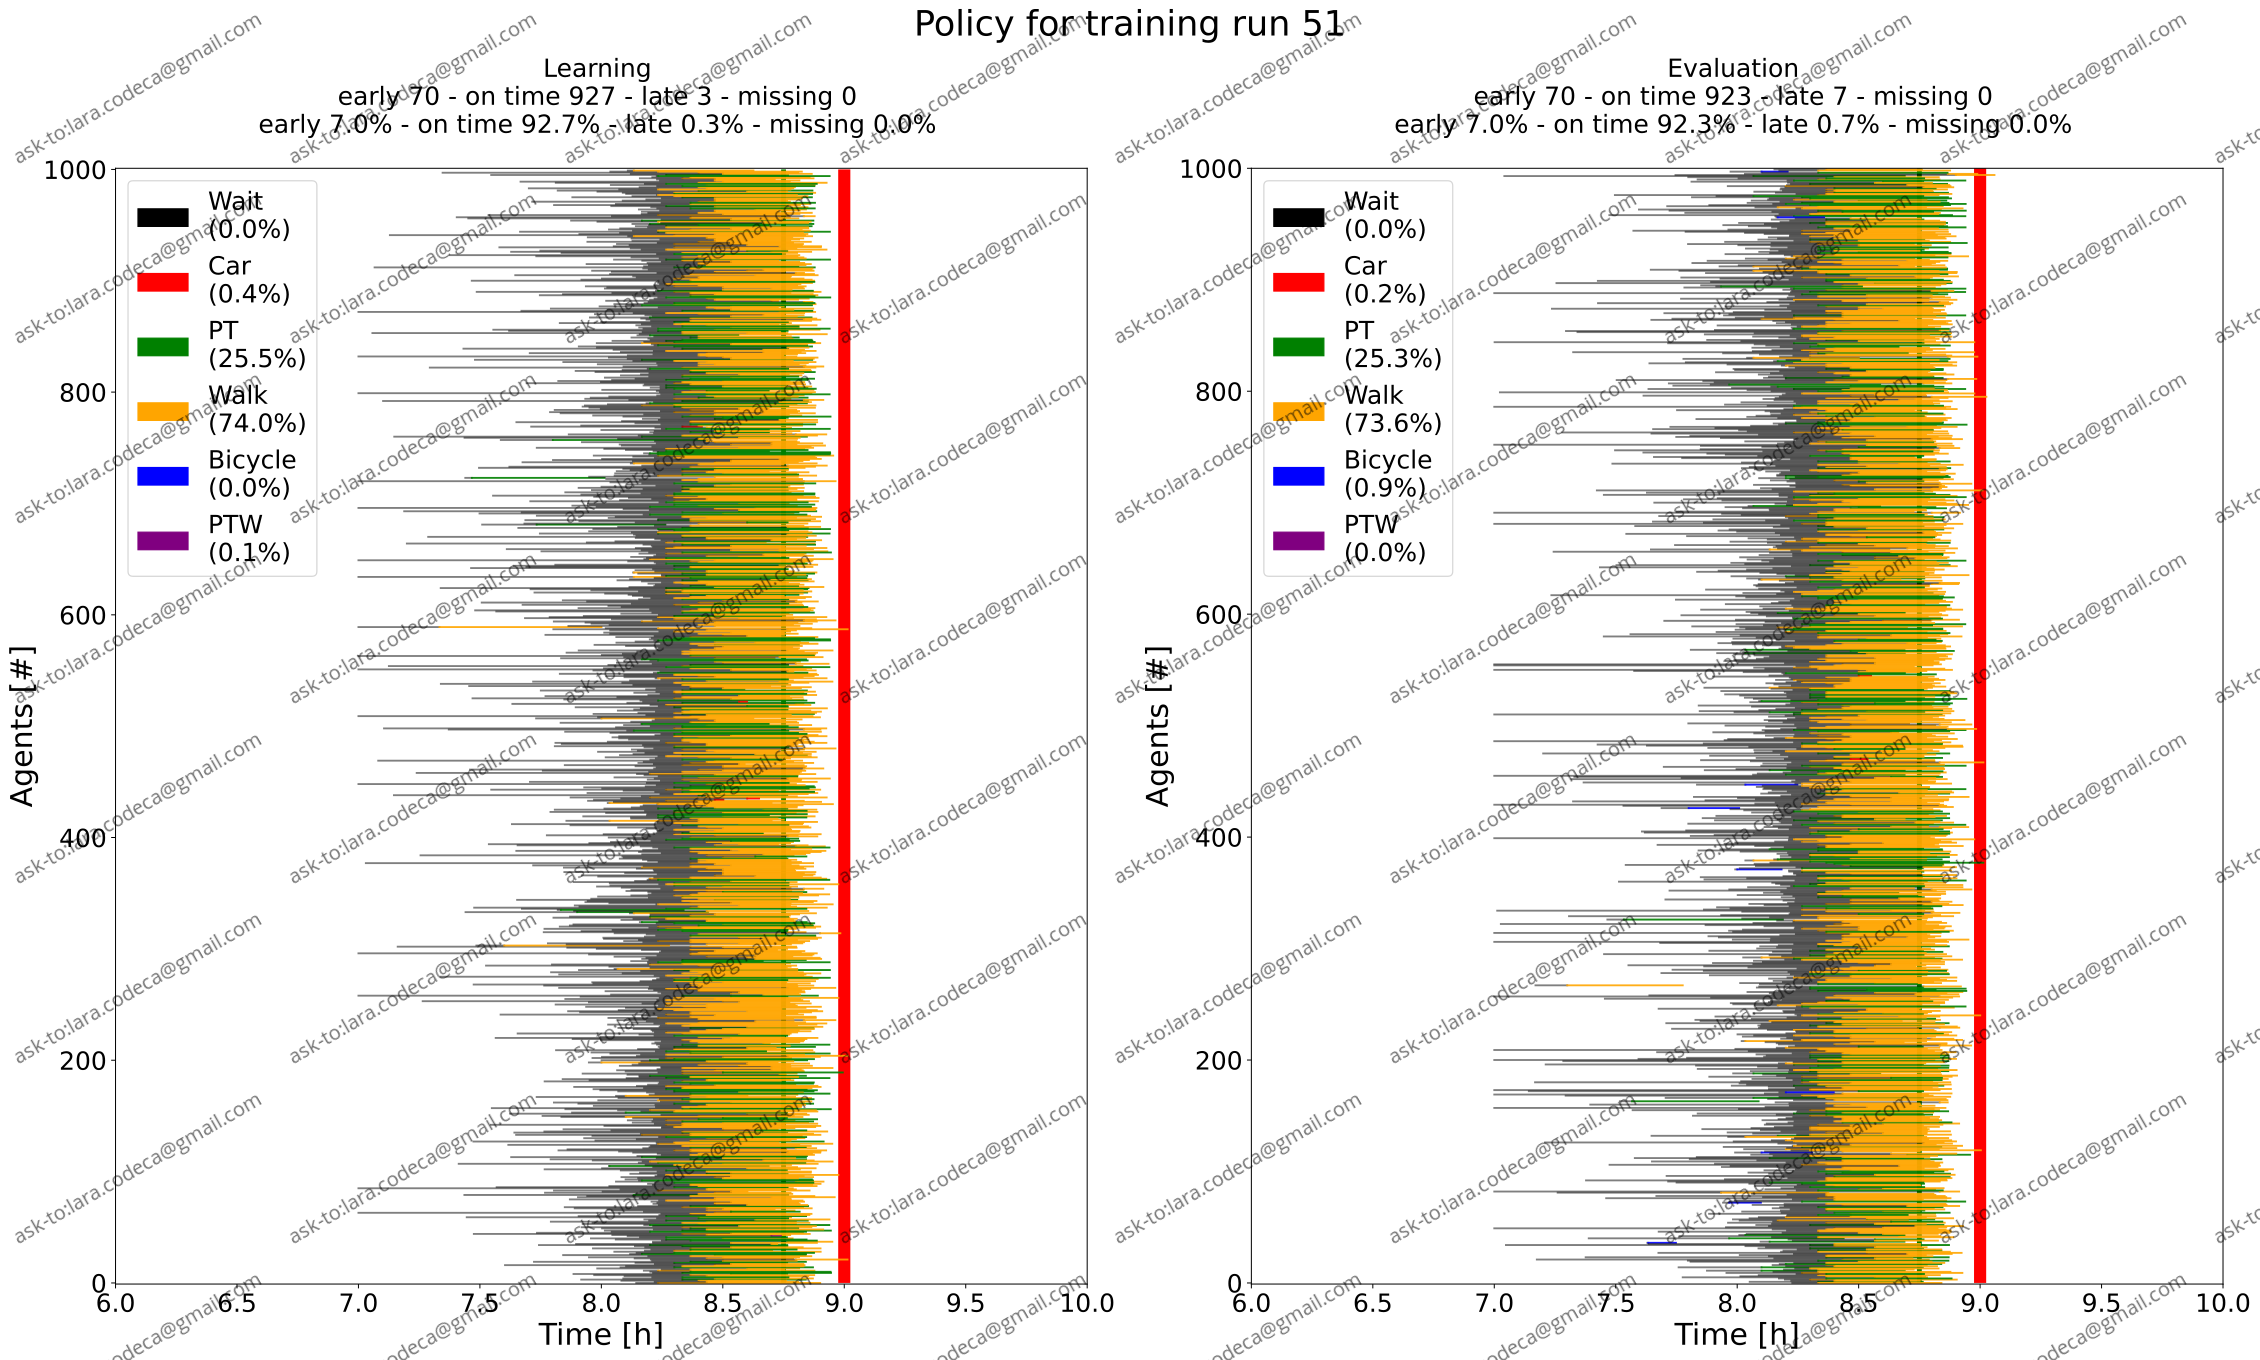 Policy for training run 51
Learning
early 70 - on time 927 - late 3 - missing 0
early 7.0% - on time 92.7% - late 0.3% - missing 0.0%
1000
800
600
400
200
0
Agents [#]
Wait
(0.0%)
Car
(0.4%)
PT
(25.5%)
Walk
(74.0%)
Bicycle
(0.0%)
PTW
(0.1%)
6.0 6.5 7.0 7.5 8.0 8.5 9.0 9.5 10.0
Time [h]
Evaluation
early 70 - on time 923 - late 7 - missing 0
early 7.0% - on time 92.3% - late 0.7% - missing 0.0%
1000
800
600
400
200
0
Agents [#]
Wait
(0.0%)
Car
(0.2%)
PT
(25.3%)
Walk
(73.6%)
Bicycle
(0.9%)
PTW
(0.0%)
6.0 6.5 7.0 7.5 8.0 8.5 9.0 9.5 10.0
Time [h]
ask-to:lara.codeca@gmail.com